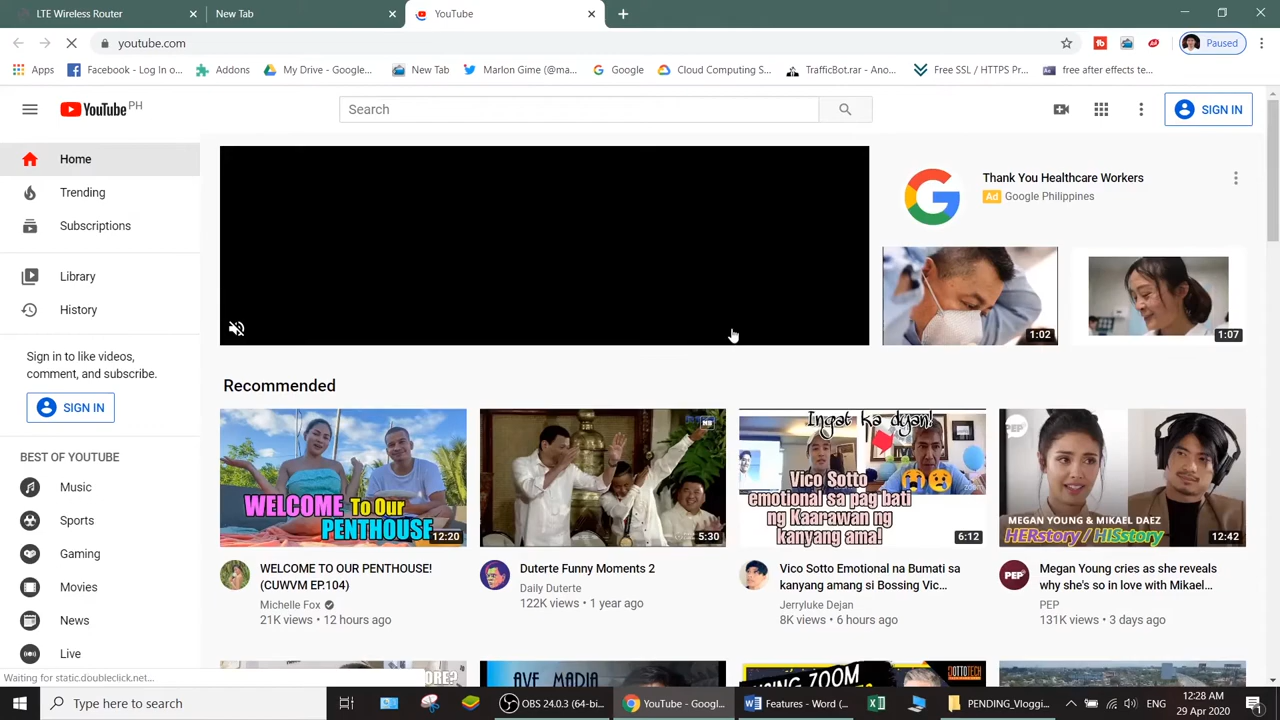 LTE Wireless Router
New Tab
YouTube
youtube.com
Paused
Apps
Facebook - Log In o...
Addons
My Drive - Google...
New Tab
Marlon Gime (@ma...
Google
Cloud Computing S...
TrafficBot.rar - Ano...
Free SSL / HTTPS Pr...
free after effects te...
YouTube PH
Search
SIGN IN
Home
Trending
Subscriptions
Library
History
Sign in to like videos,
comment, and subscribe.
SIGN IN
BEST OF YOUTUBE
Music
Sports
Gaming
Movies
News
Live
Thank You Healthcare Workers
Ad Google Philippines
1:02
1:07
Recommended
WELCOME To Our
PENTHOUSE
12:20
WELCOME TO OUR PENTHOUSE!
(CUWVM EP.104)
Michelle Fox
21K views • 12 hours ago
5:30
Duterte Funny Moments 2
Daily Duterte
122K views • 1 year ago
Ingat ka dyan!
Vico Sotto
emotional sa pag bati
ng Kaarawan ng
kanyang ama!
6:12
Vico Sotto Emotional na Bumati sa
kanyang amang si Bossing Vic...
Jerryluke Dejan
8K views • 6 hours ago
PEP
MEGAN YOUNG & MIKAEL DAEZ
HERstory / HISstory
12:42
PEP
Megan Young cries as she reveals
why she's so in love with Mikael...
PEP
131K views • 3 days ago
AVE MARIA
USING ZOOM
Waiting for static.doubleclick.net...
Type here to search
OBS 24.0.3 (64-bi...
YouTube - Googl...
Features - Word (...
PENDING_Vloggi...
ENG
12:28 AM
29 Apr 2020
1